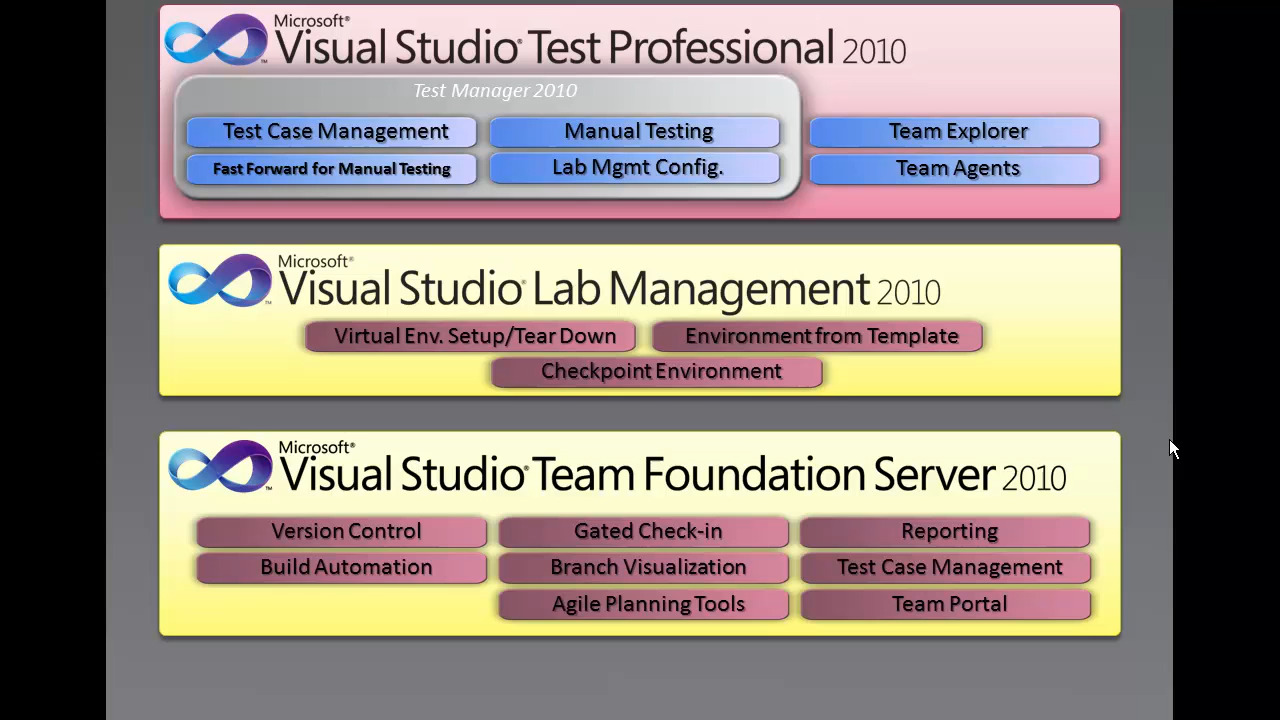 Microsoft®
Visual Studio® Test Professional 2010
Test Manager 2010
Test Case Management
Manual Testing
Team Explorer
Fast Forward for Manual Testing
Lab Mgmt Config.
Team Agents
Microsoft®
Visual Studio® Lab Management 2010
Virtual Env. Setup/Tear Down
Environment from Template
Checkpoint Environment
Microsoft®
Visual Studio® Team Foundation Server 2010
Version Control
Gated Check-in
Reporting
Build Automation
Branch Visualization
Test Case Management
Agile Planning Tools
Team Portal